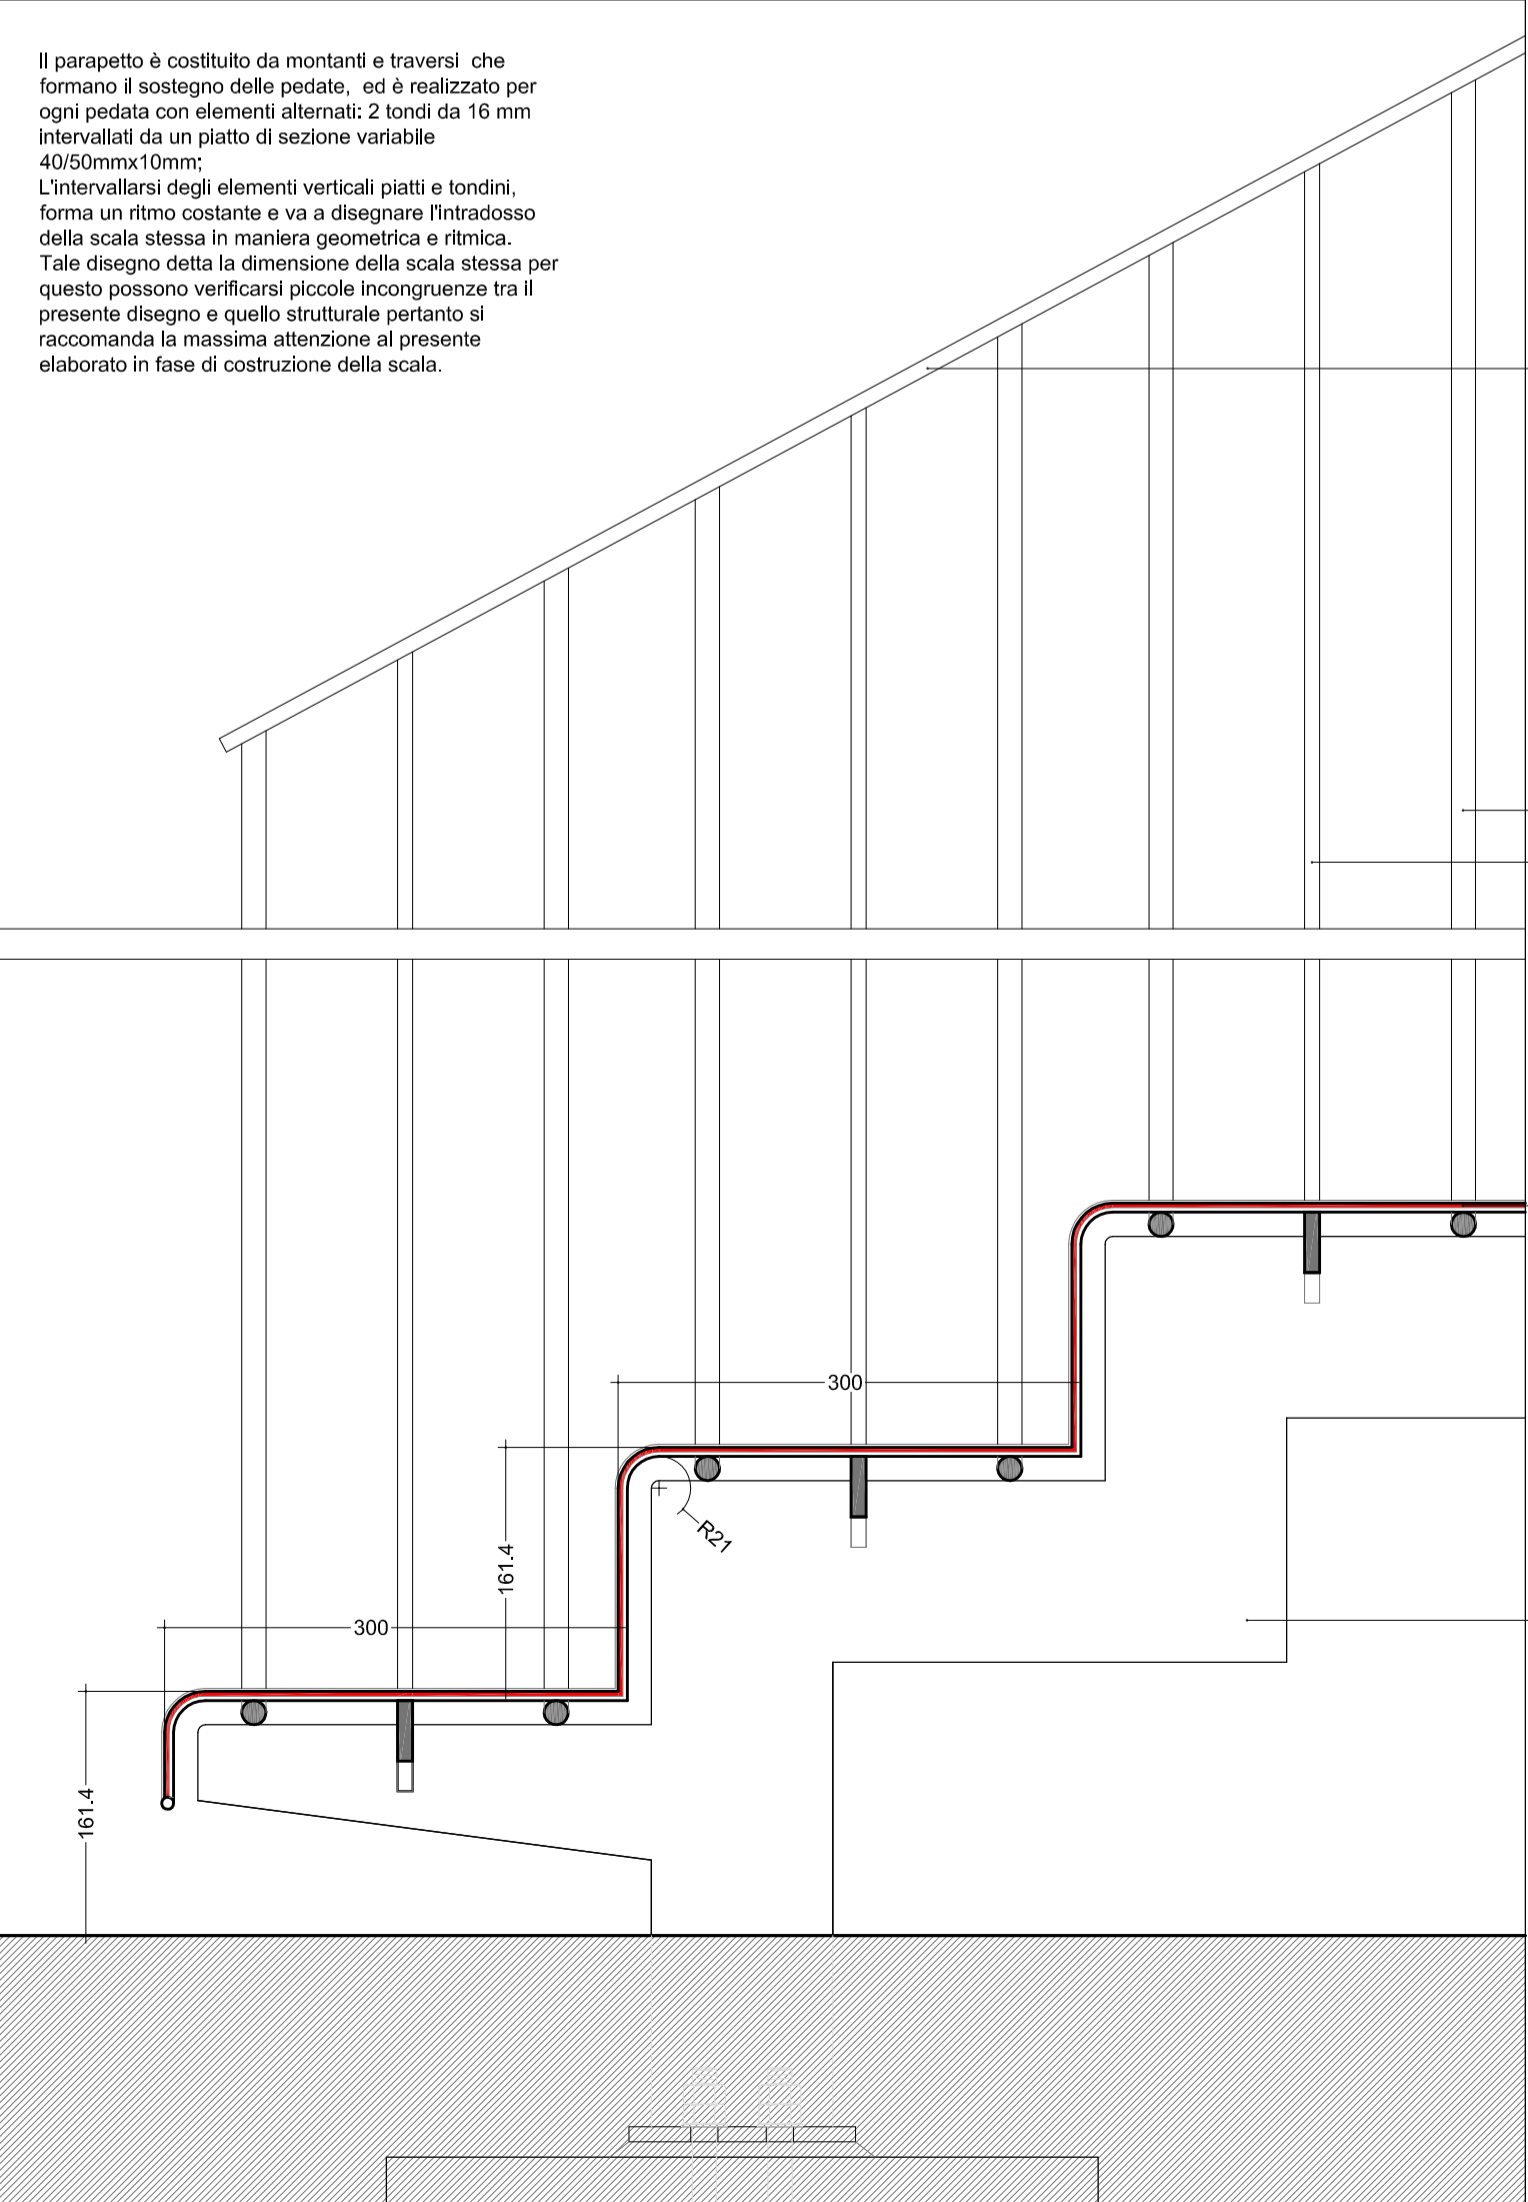 Il parapetto è costituito da montanti e traversi  che
formano il sostegno delle pedate,  ed è realizzato per
ogni pedata con elementi alternati: 2 tondi da 16 mm
intervallati da un piatto di sezione variabile
40/50mmx10mm;
L'intervallarsi degli elementi verticali piatti e tondini,
forma un ritmo costante e va a disegnare l'intradosso
della scala stessa in maniera geometrica e ritmica.
Tale disegno detta la dimensione della scala stessa per
questo possono verificarsi piccole incongruenze tra il
presente disegno e quello strutturale pertanto si
raccomanda la massima attenzione al presente
elaborato in fase di costruzione della scala.
300
R21
161.4
300
161.4